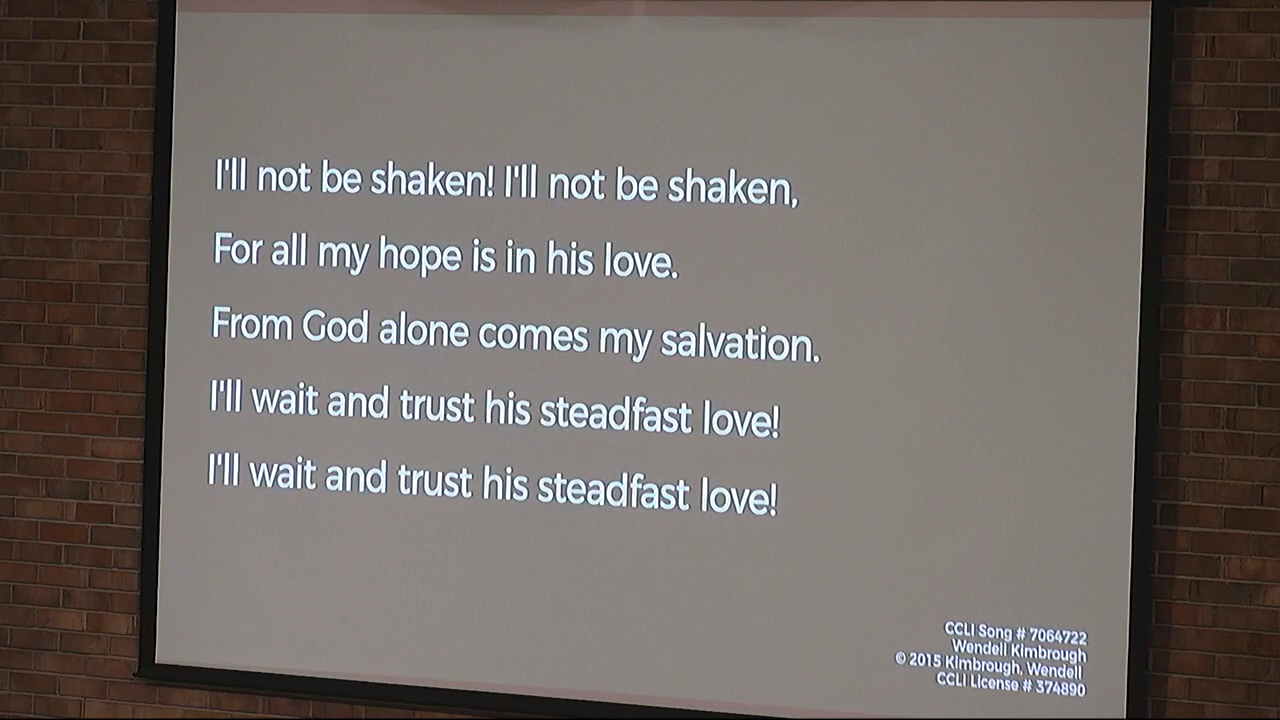 I'll not be shaken! I'll not be shaken,
For all my hope is in his love.
From God alone comes my salvation.
I'll wait and trust his steadfast love!
I'll wait and trust his steadfast love!
CCLI Song # 7064722
Wendell Kimbrough
© 2015 Kimbrough, Wendell
CCLI License # 374890